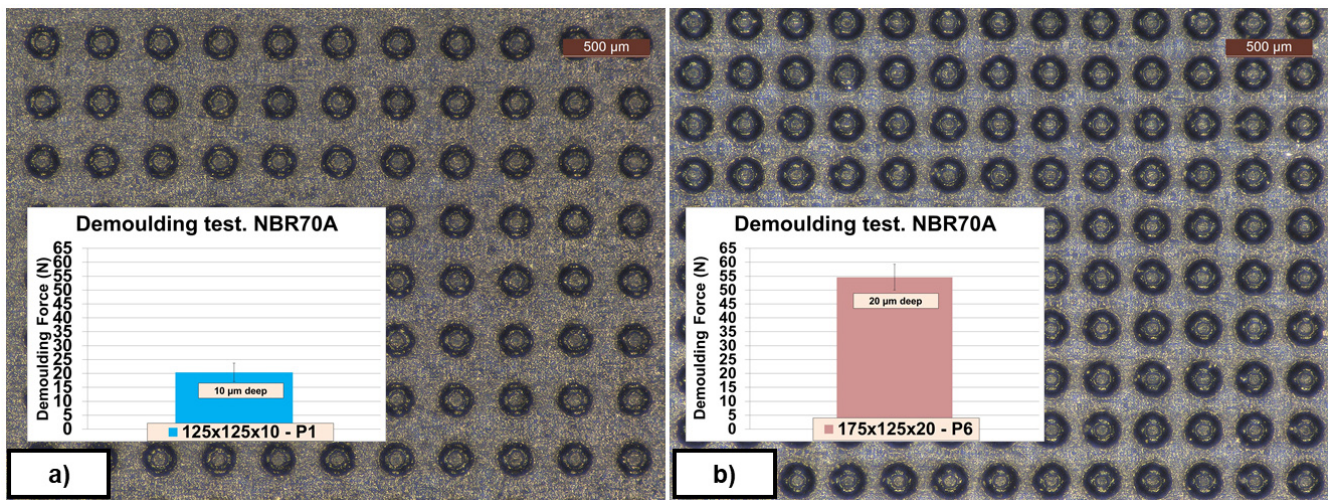 500 µm
Demoulding test. NBR70A
Demoulding Force (N)
65
60
55
50
45
40
35
30
25
20
15
10
5
0
10 µm deep
125x125x10 - P1
a)
500 µm
Demoulding test. NBR70A
Demoulding Force (N)
65
60
55
50
45
40
35
30
25
20
15
10
5
0
20 µm deep
175x125x20 - P6
b)